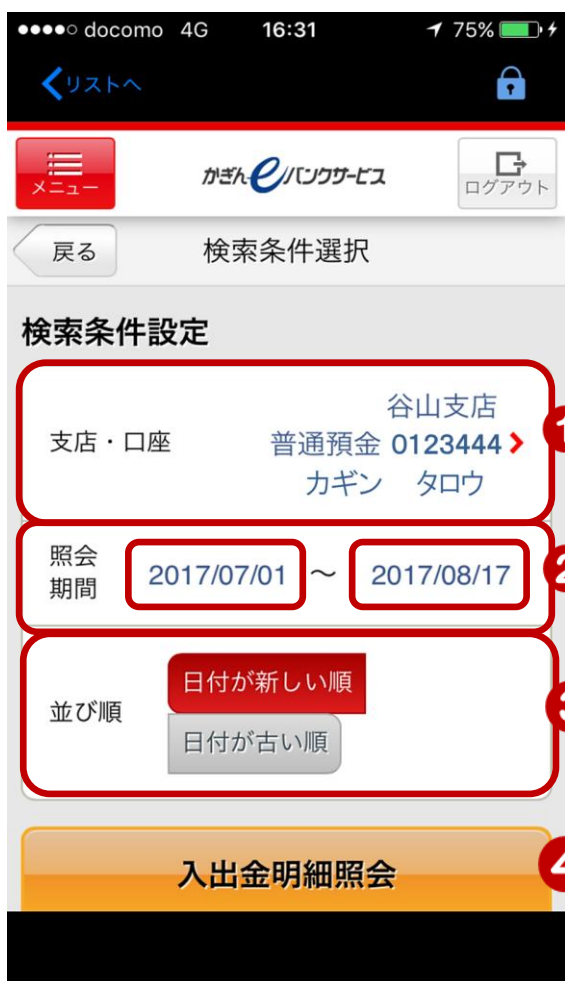 docomo 4G 16:31 75%
リストへ
メニュー
かぎんeバンクサービス
ログアウト
戻る
検索条件選択
検索条件設定
支店・口座
谷山支店
普通預金 0123444
カギン タロウ
1
照会
期間
2017/07/01 ～ 2017/08/17
2
並び順
日付が新しい順
日付が古い順
3
入出金明細照会
4